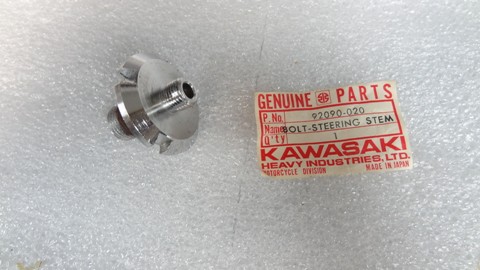 GENUINE PARTS
P.No. 92090-020
Name BOLT-STEERING STEM
Q'ty 1
KAWASAKI
HEAVY INDUSTRIES, LTD.
MOTORCYCLE DIVISION MADE IN JAPAN